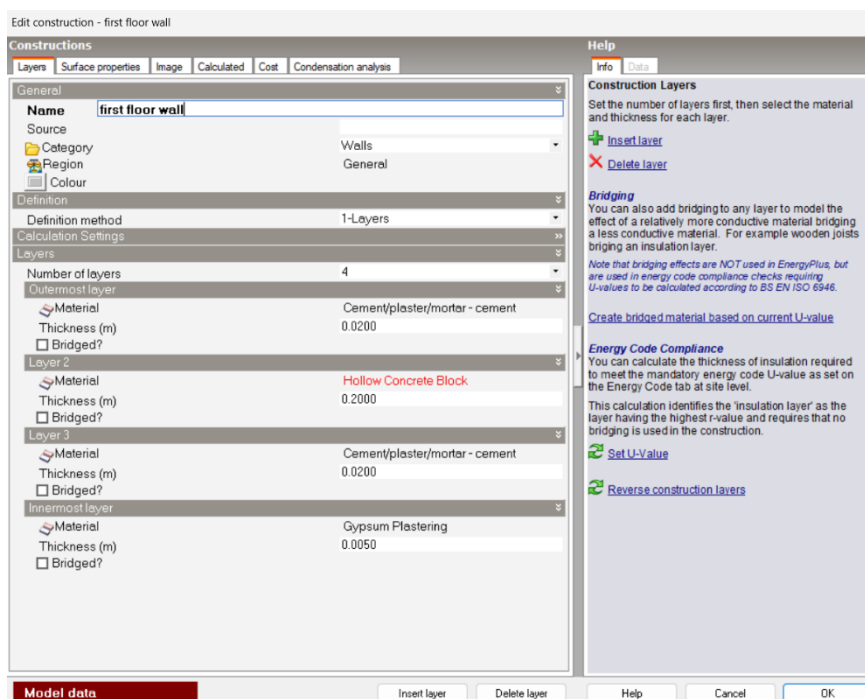 Edit construction - first floor wall
Constructions
Layers Surface properties Image Calculated Cost Condensation analysis
General
Name first floor wall
Source
Category Walls
Region General
Colour
Definition
Definition method 1-Layers
Calculation Settings
Layers
Number of layers 4
Outermost layer
Material Cement/plaster/mortar - cement
Thickness (m) 0.0200
Bridged?
Layer 2
Material Hollow Concrete Block
Thickness (m) 0.2000
Bridged?
Layer 3
Material Cement/plaster/mortar - cement
Thickness (m) 0.0200
Bridged?
Innermost layer
Material Gypsum Plastering
Thickness (m) 0.0050
Bridged?
Model data
Insert layer Delete layer Help Cancel OK
Help
Info Data
Construction Layers
Set the number of layers first, then select the material
and thickness for each layer.
Insert layer
Delete layer
Bridging
You can also add bridging to any layer to model the
effect of a relatively more conductive material bridging
a less conductive material. For example wooden joists
briging an insulation layer.
Note that bridging effects are NOT used in EnergyPlus, but
are used in energy code compliance checks requiring
U-values to be calculated according to BS EN ISO 6946.
Create bridged material based on current U-value
Energy Code Compliance
You can calculate the thickness of insulation required
to meet the mandatory energy code U-value as set on
the Energy Code tab at site level.
This calculation identifies the 'insulation layer' as the
layer having the highest r-value and requires that no
bridging is used in the construction.
Set U-Value
Reverse construction layers